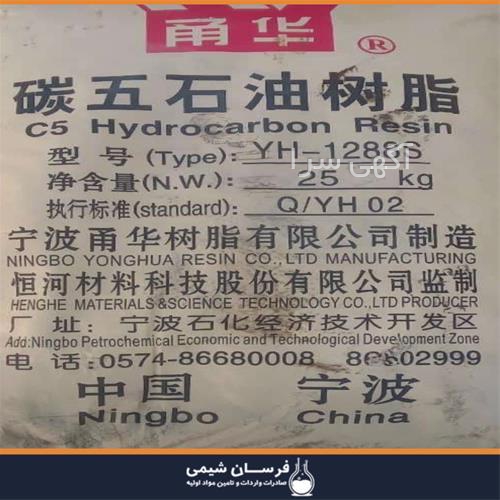 甬华
®
碳五石油树脂
C5 Hydrocarbon Resin
型号(Type): YH-1288S
净含量(N.W.): 25 kg
执行标准(standard): Q/YH 02
宁波甬华树脂有限公司制造
NINGBO YONGHUA RESIN CO.,LTD MANUFACTURING
恒河材料科技股份有限公司监制
HENGHE MATERIALS&SCIENCE TECHNOLOGY CO.,LTD PRODUCER
厂 址: 宁波石化经济技术开发区
Add:Ningbo Petrochemical Economic and Technological Development Zone
电 话:0574-86680008
中国 宁波
Ningbo China
آگهی سرا
فرسان شیمی
صادرات واردات و تامین مواد اولیه